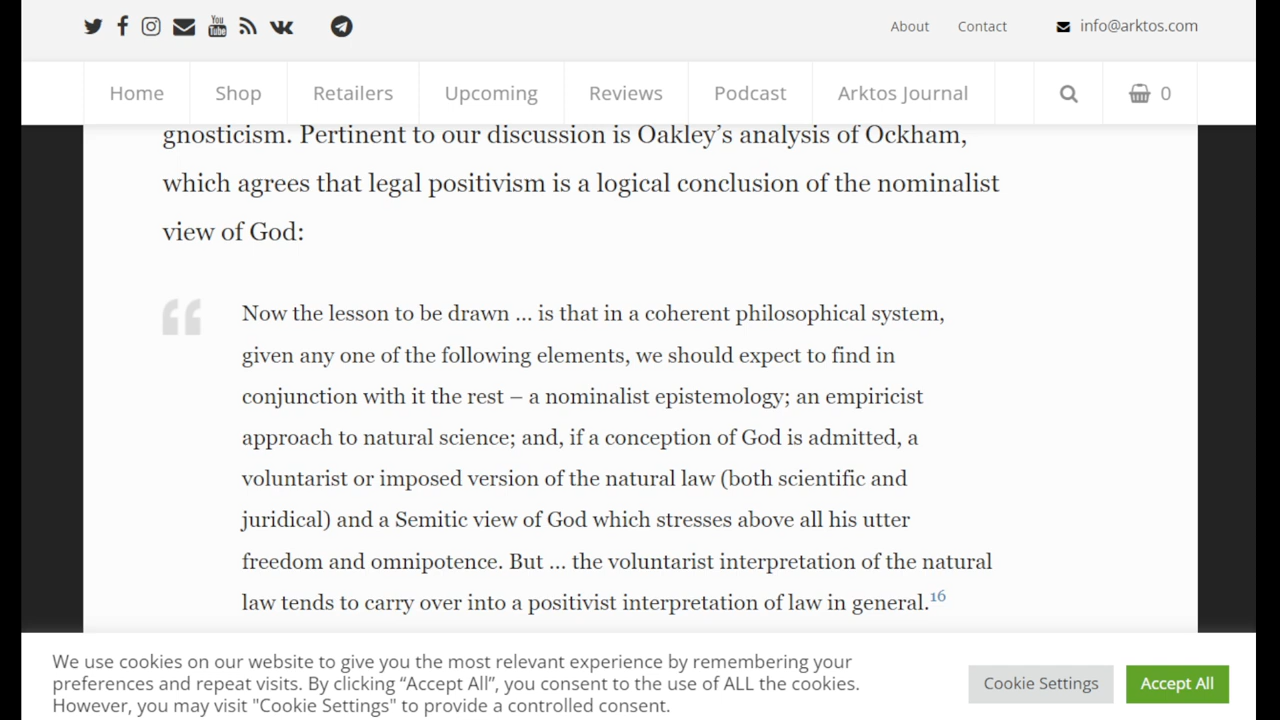 You
Tube
About Contact info@arktos.com
Home Shop Retailers Upcoming Reviews Podcast Arktos Journal 0
gnosticism. Pertinent to our discussion is Oakley’s analysis of Ockham,
which agrees that legal positivism is a logical conclusion of the nominalist
view of God:
Now the lesson to be drawn … is that in a coherent philosophical system,
given any one of the following elements, we should expect to find in
conjunction with it the rest – a nominalist epistemology; an empiricist
approach to natural science; and, if a conception of God is admitted, a
voluntarist or imposed version of the natural law (both scientific and
juridical) and a Semitic view of God which stresses above all his utter
freedom and omnipotence. But … the voluntarist interpretation of the natural
law tends to carry over into a positivist interpretation of law in general.16
We use cookies on our website to give you the most relevant experience by remembering your
preferences and repeat visits. By clicking “Accept All”, you consent to the use of ALL the cookies.
However, you may visit "Cookie Settings" to provide a controlled consent.
Cookie Settings Accept All